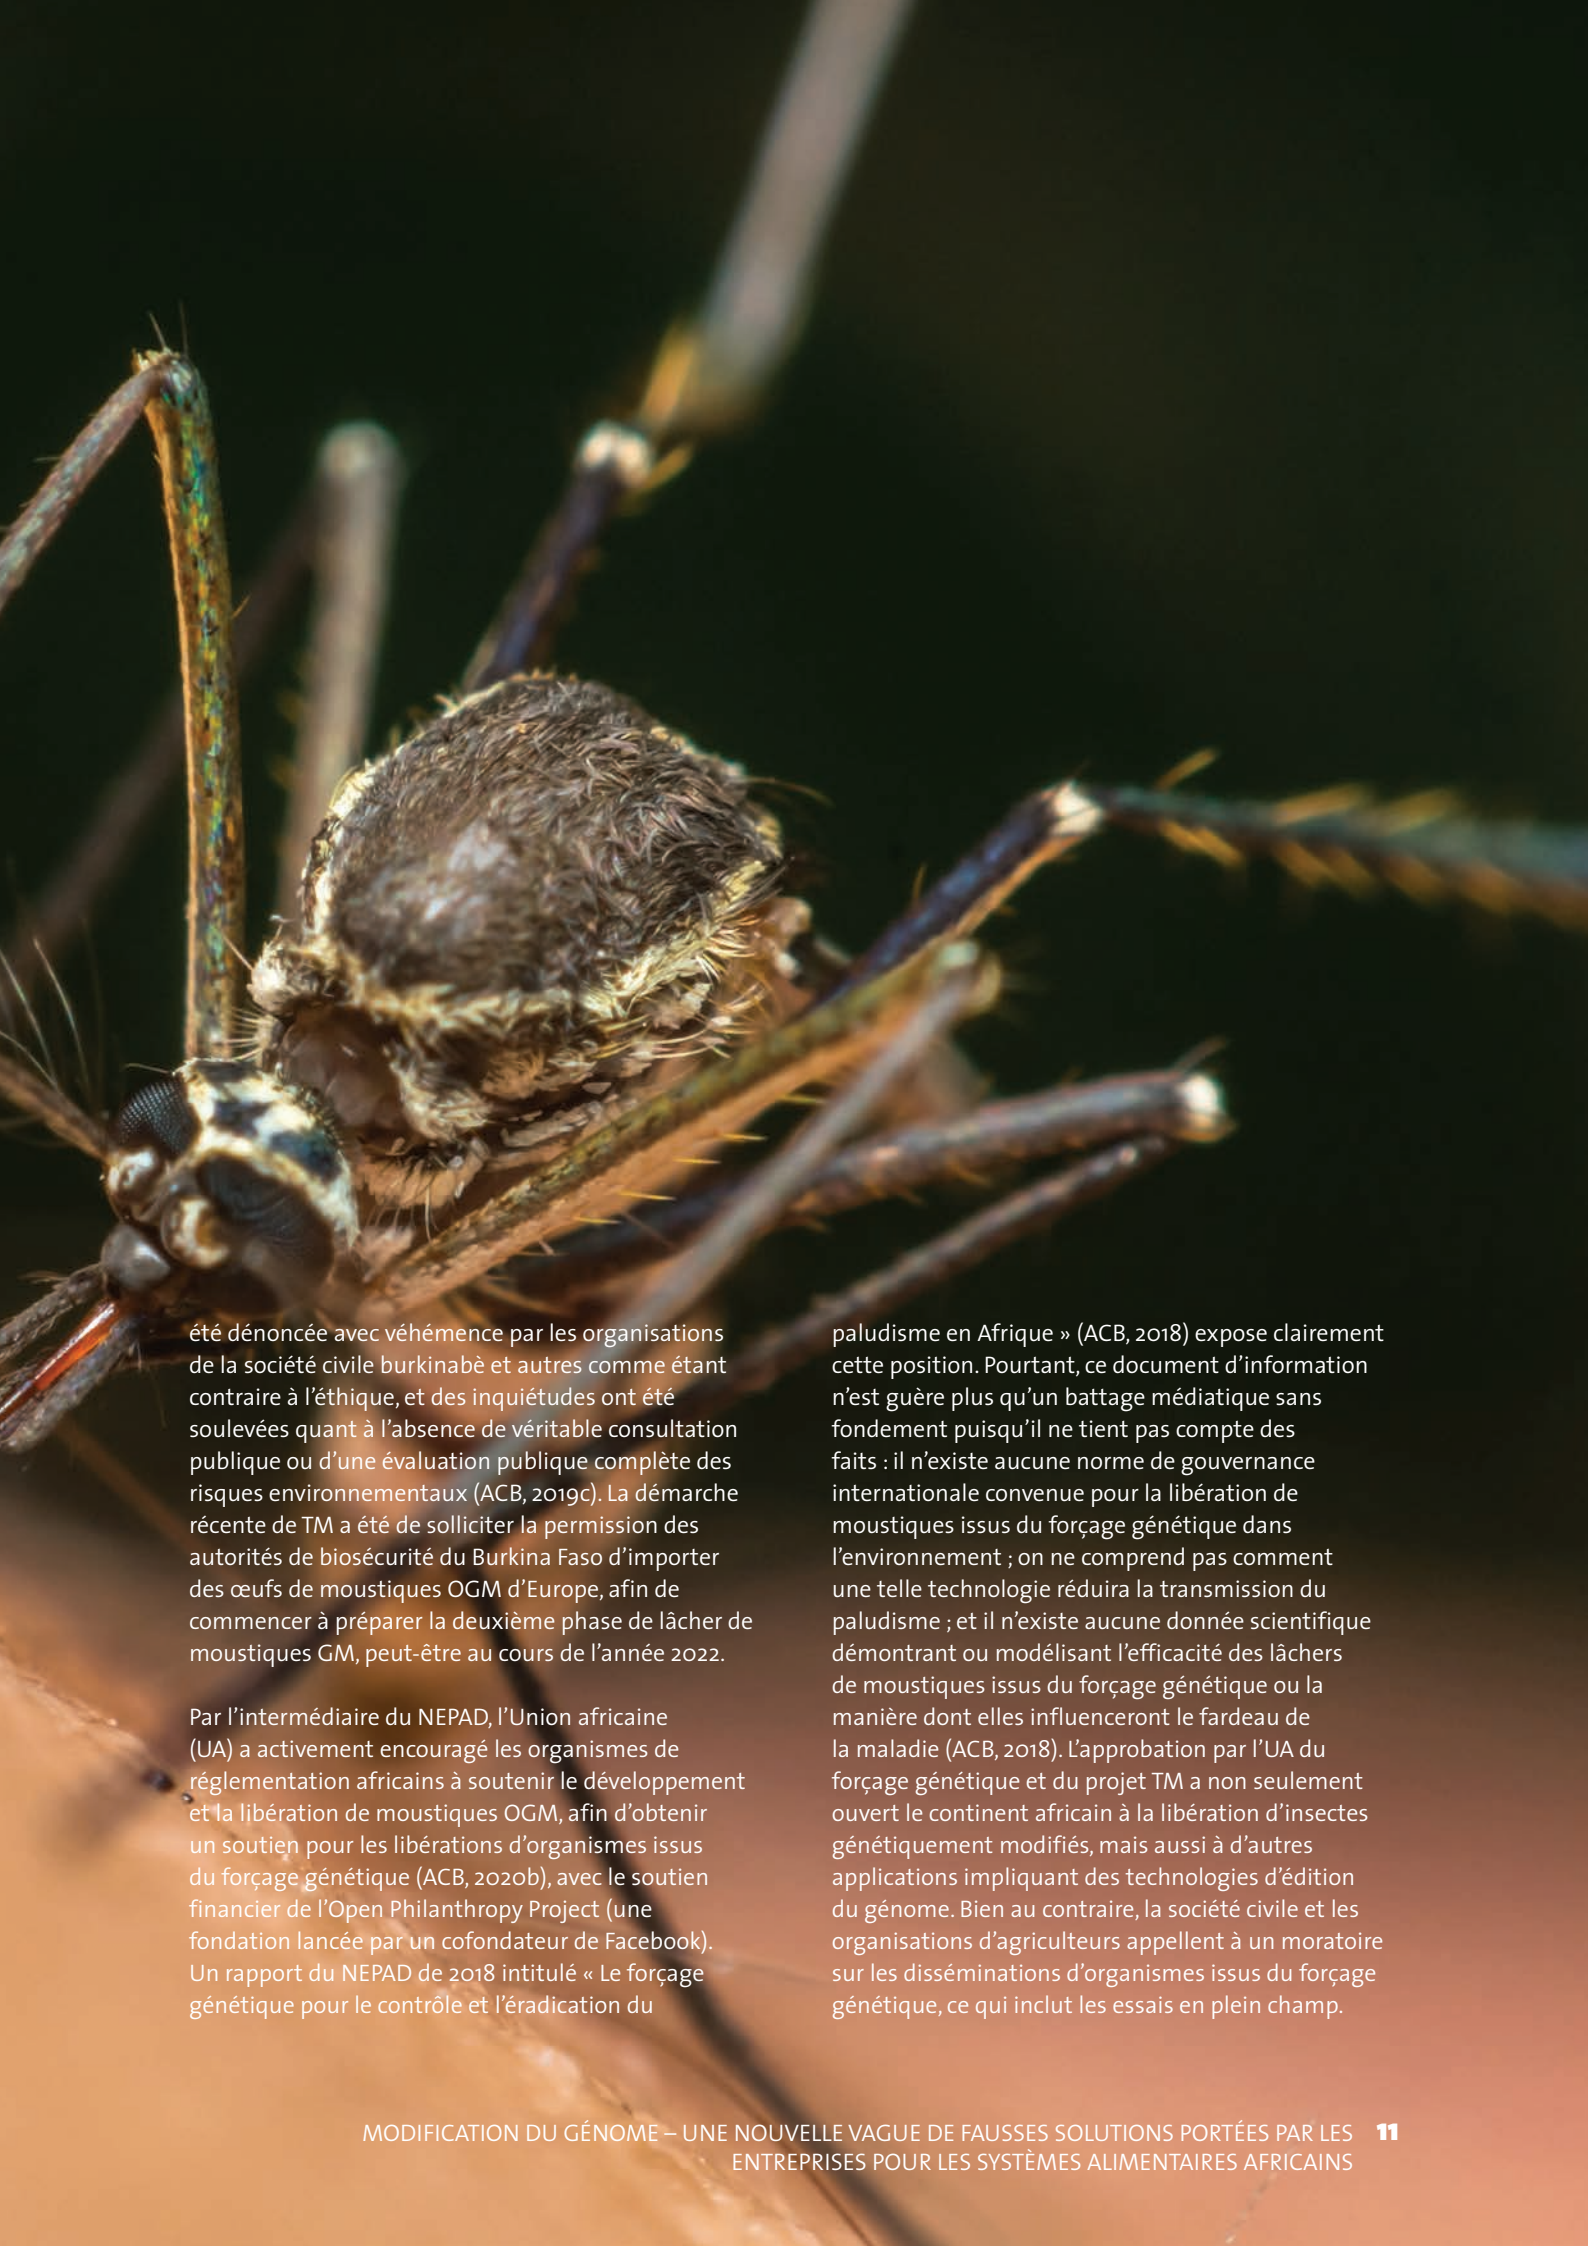 été dénoncée avec véhémence par les organisations
de la société civile burkinabè et autres comme étant
contraire à l’éthique, et des inquiétudes ont été
soulevées quant à l’absence de véritable consultation
publique ou d’une évaluation publique complète des
risques environnementaux (ACB, 2019c). La démarche
récente de TM a été de solliciter la permission des
autorités de biosécurité du Burkina Faso d’importer
des œufs de moustiques OGM d’Europe, afin de
commencer à préparer la deuxième phase de lâcher de
moustiques GM, peut-être au cours de l’année 2022.
Par l’intermédiaire du NEPAD, l’Union africaine
(UA) a activement encouragé les organismes de
réglementation africains à soutenir le développement
et la libération de moustiques OGM, afin d’obtenir
un soutien pour les libérations d’organismes issus
du forçage génétique (ACB, 2020b), avec le soutien
financier de l’Open Philanthropy Project (une
fondation lancée par un cofondateur de Facebook).
Un rapport du NEPAD de 2018 intitulé « Le forçage
génétique pour le contrôle et l’éradication du
paludisme en Afrique » (ACB, 2018) expose clairement
cette position. Pourtant, ce document d’information
n’est guère plus qu’un battage médiatique sans
fondement puisqu’il ne tient pas compte des
faits : il n’existe aucune norme de gouvernance
internationale convenue pour la libération de
moustiques issus du forçage génétique dans
l’environnement ; on ne comprend pas comment
une telle technologie réduira la transmission du
paludisme ; et il n’existe aucune donnée scientifique
démontrant ou modélisant l’efficacité des lâchers
de moustiques issus du forçage génétique ou la
manière dont elles influenceront le fardeau de
la maladie (ACB, 2018). L’approbation par l’UA du
forçage génétique et du projet TM a non seulement
ouvert le continent africain à la libération d’insectes
génétiquement modifiés, mais aussi à d’autres
applications impliquant des technologies d’édition
du génome. Bien au contraire, la société civile et les
organisations d’agriculteurs appellent à un moratoire
sur les disséminations d’organismes issus du forçage
génétique, ce qui inclut les essais en plein champ.
MODIFICATION DU GÉNOME – UNE NOUVELLE VAGUE DE FAUSSES SOLUTIONS PORTÉES PAR LES 11
ENTREPRISES POUR LES SYSTÈMES ALIMENTAIRES AFRICAINS